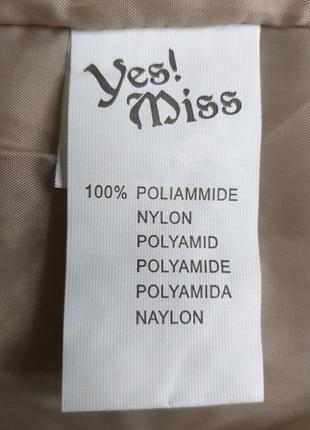 Yes!
Miss
100% POLIAMMIDE
NYLON
POLYAMID
POLYAMIDE
POLYAMIDA
NAYLON